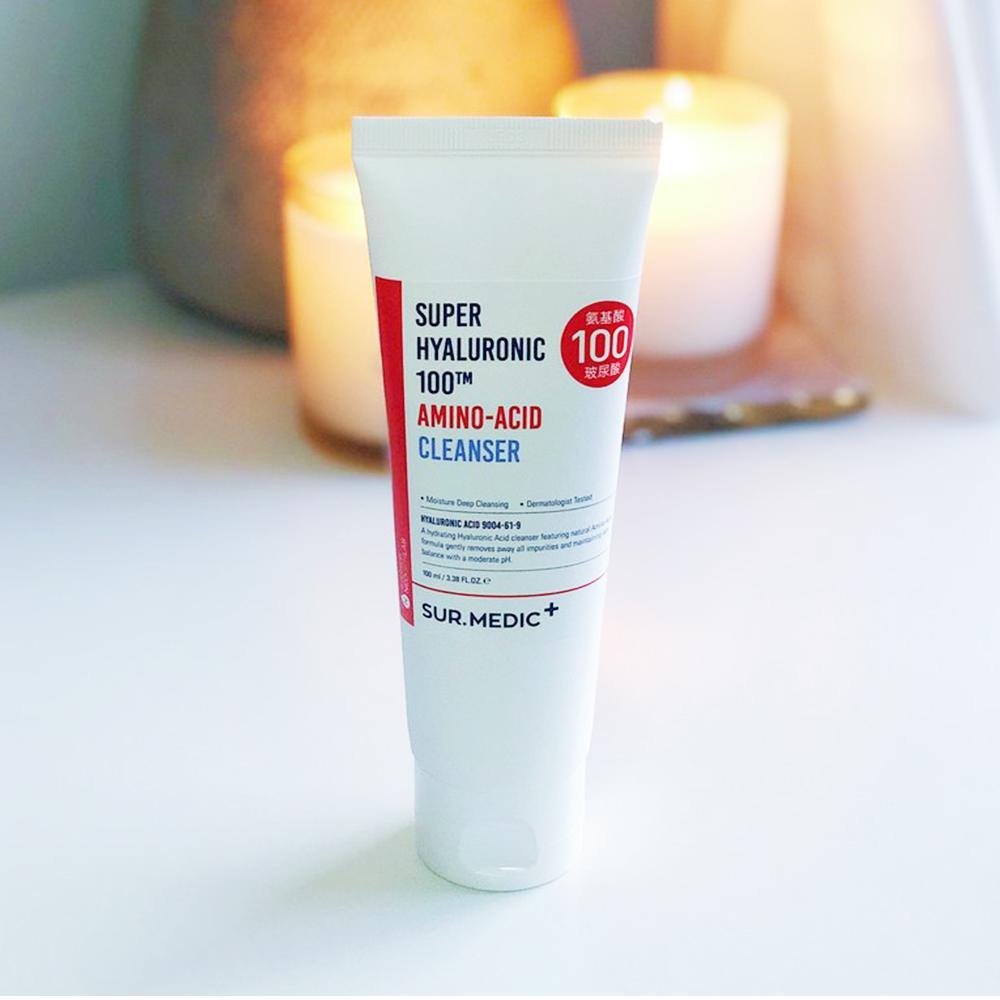 SUPER
HYALURONIC
100™
AMINO-ACID
CLEANSER
氨基酸
100
玻尿酸
• Moisture Deep Cleansing • Dermatologist Tested
HYALURONIC ACID 9004-61-9
A hydrating Hyaluronic Acid cleanser featuring natural
formula gently removes away all impurities and maintaining
balance with a moderate pH.
100 ml / 3.38 FL.OZ. ℮
SUR.MEDIC+